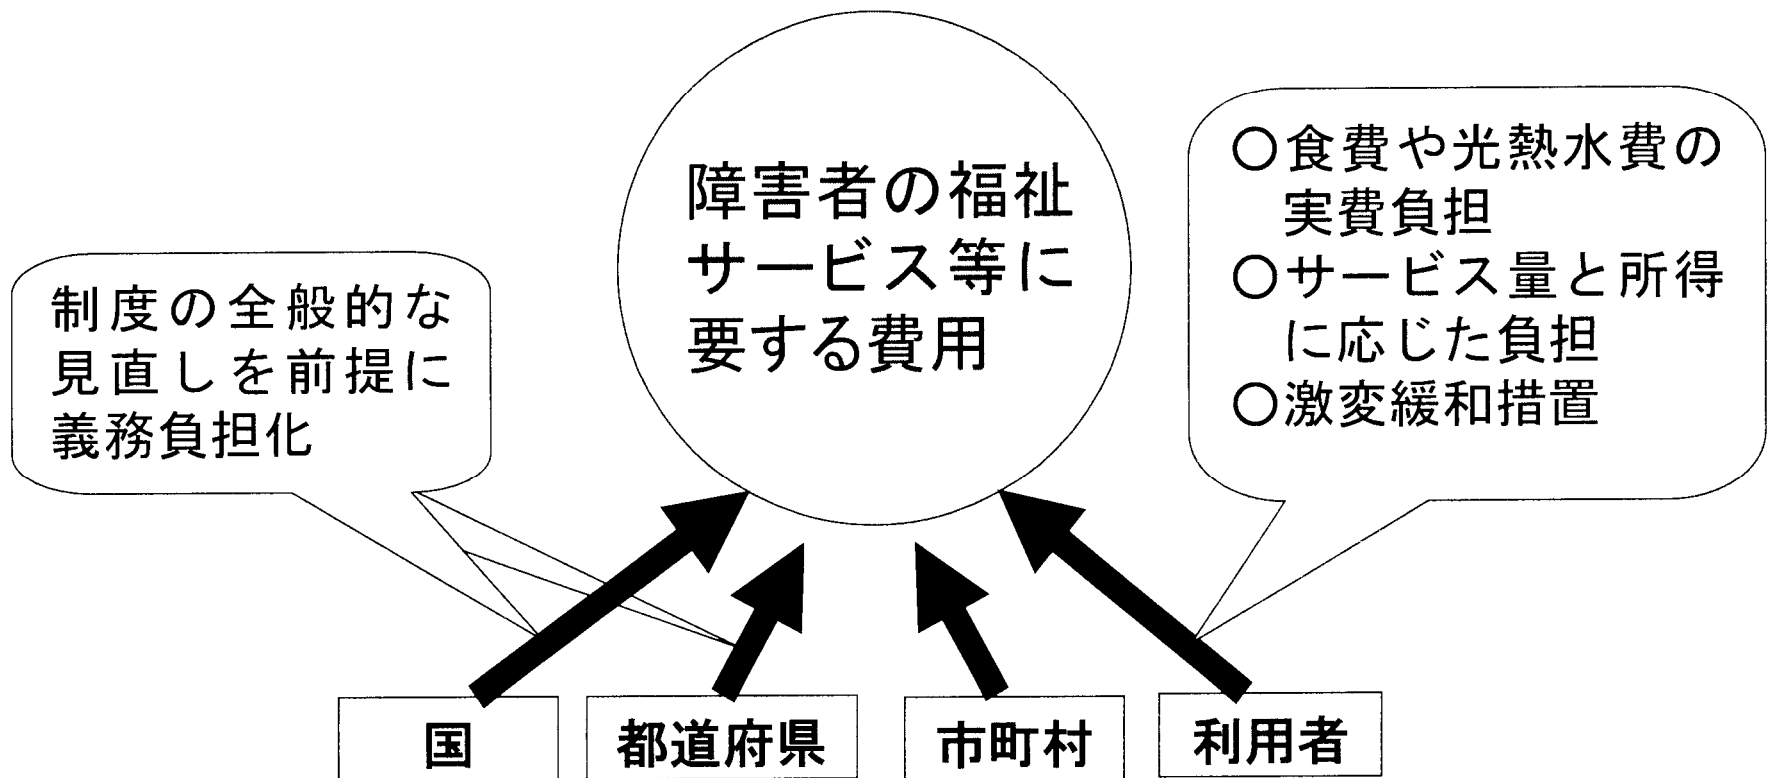 障害者の福祉
サービス等に
要する費用
制度の全般的な
見直しを前提に
義務負担化
〇食費や光熱水費の
実費負担
〇サービス量と所得
に応じた負担
〇激変緩和措置
国
都道府県
市町村
利用者